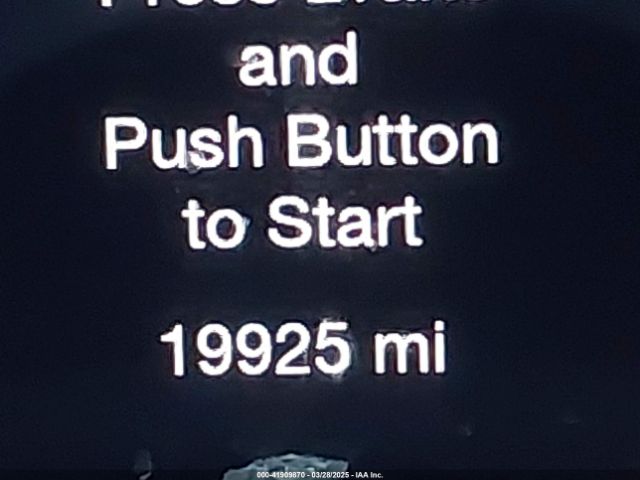 and
Push Button
to Start
19925 mi
000-41909870 - 03/28/2025 - IAA Inc.